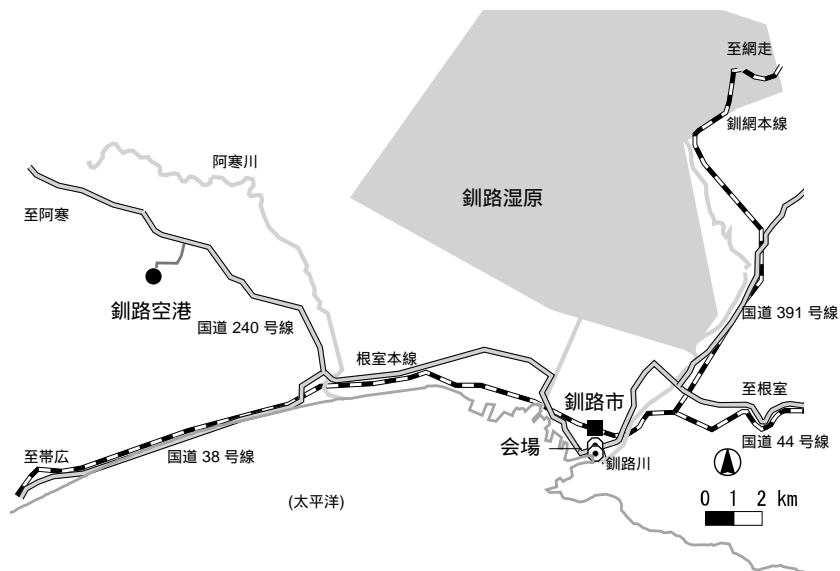 至網走
釧網本線
阿寒川
釧路湿原
至阿寒
釧路空港
国道 240 号線
国道 391 号線
根室本線
至根室
釧路市
国道 44 号線
至帯広
国道 38 号線
会場
釧路川
(太平洋)
0 1 2 km